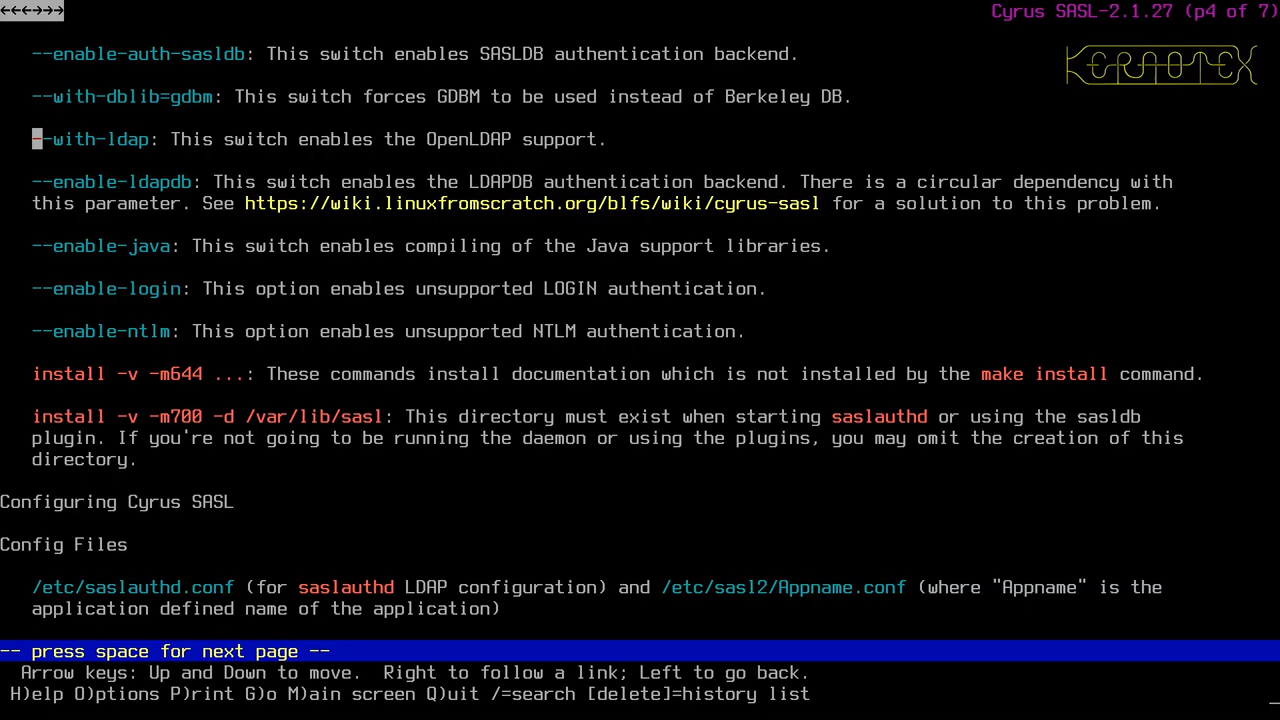 ←←←→→→ Cyrus SASL-2.1.27 (p4 of 7)
--enable-auth-sasldb: This switch enables SASLDB authentication backend.
KERNOTEX
--with-dblib=gdbm: This switch forces GDBM to be used instead of Berkeley DB.
--with-ldap: This switch enables the OpenLDAP support.
--enable-ldapdb: This switch enables the LDAPDB authentication backend. There is a circular dependency with
this parameter. See https://wiki.linuxfromscratch.org/blfs/wiki/cyrus-sasl for a solution to this problem.
--enable-java: This switch enables compiling of the Java support libraries.
--enable-login: This option enables unsupported LOGIN authentication.
--enable-ntlm: This option enables unsupported NTLM authentication.
install -v -m644 ...: These commands install documentation which is not installed by the make install command.
install -v -m700 -d /var/lib/sasl: This directory must exist when starting saslauthd or using the sasldb
plugin. If you're not going to be running the daemon or using the plugins, you may omit the creation of this
directory.
Configuring Cyrus SASL
Config Files
/etc/saslauthd.conf (for saslauthd LDAP configuration) and /etc/sasl2/Appname.conf (where "Appname" is the
application defined name of the application)
-- press space for next page --
Arrow keys: Up and Down to move. Right to follow a link; Left to go back.
H)elp O)ptions P)rint G)o M)ain screen Q)uit /=search [delete]=history list